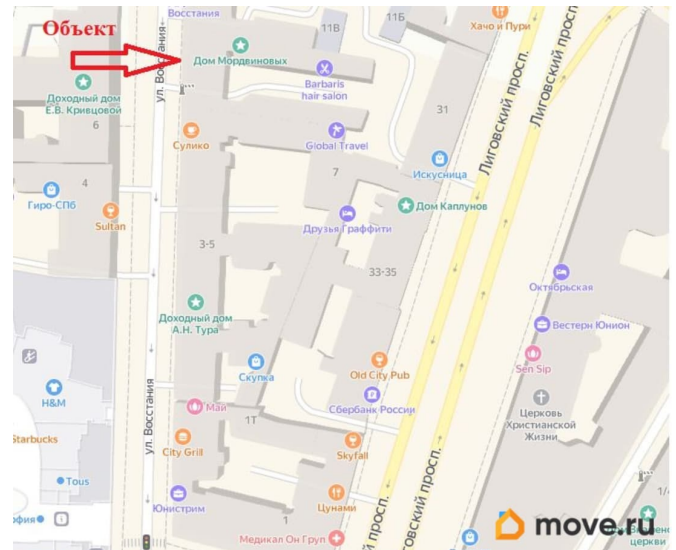 Восстания
11Б
11В
Хачо и Пури
Объект
ул. Восстания
Дом Мордвиновых
Barbaris
hair salon
Доходный дом
Е.В. Кривцовой
6
31
Лиговский просп.
Лиговский просп.
Сулико
Global Travel
7
Искусница
4
Гиро-СПб
Sultan
Дом Каплунов
Друзья Граффити
3-5
33-35
Октябрьская
Доходный дом
А.Н. Тура
Вестерн Юнион
Скупка
Old City Pub
Sen Sip
H&M
ул. Восстания
Май
1Т
Сбербанк России
Церковь
Христианской
Жизни
Starbucks
City Grill
Skyfall
Tous
Юнистрим
Цунами
1
Медикал Он Груп
1/
move.ru
церкви